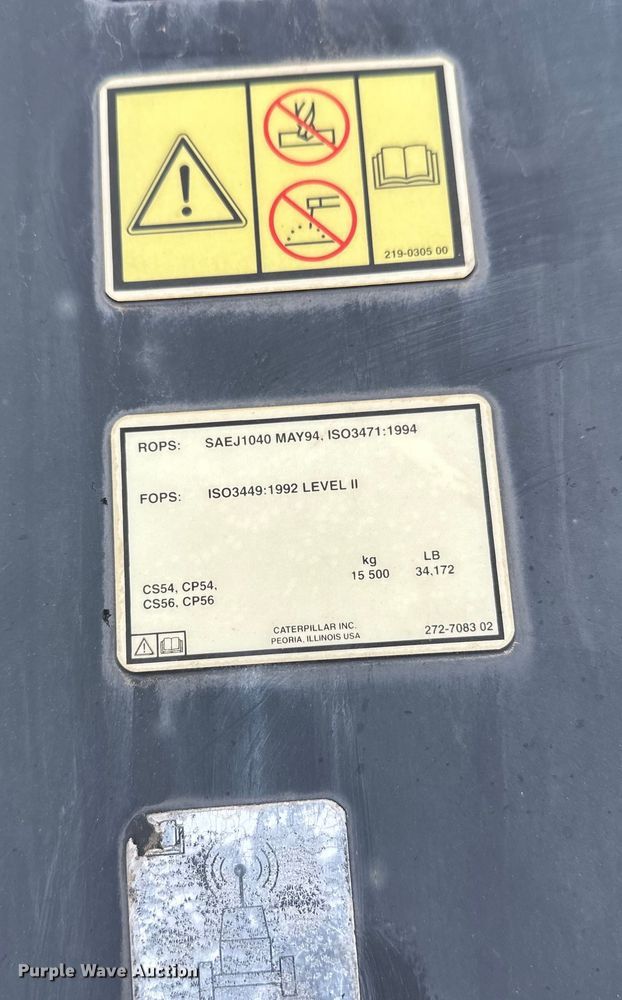 219-0305 00
ROPS: SAEJ1040 MAY94, ISO3471:1994
FOPS: ISO3449:1992 LEVEL II
kg LB
15 500 34,172
CS54, CP54,
CS56, CP56
CATERPILLAR INC.
PEORIA, ILLINOIS USA
272-7083 02
Purple Wave Auction